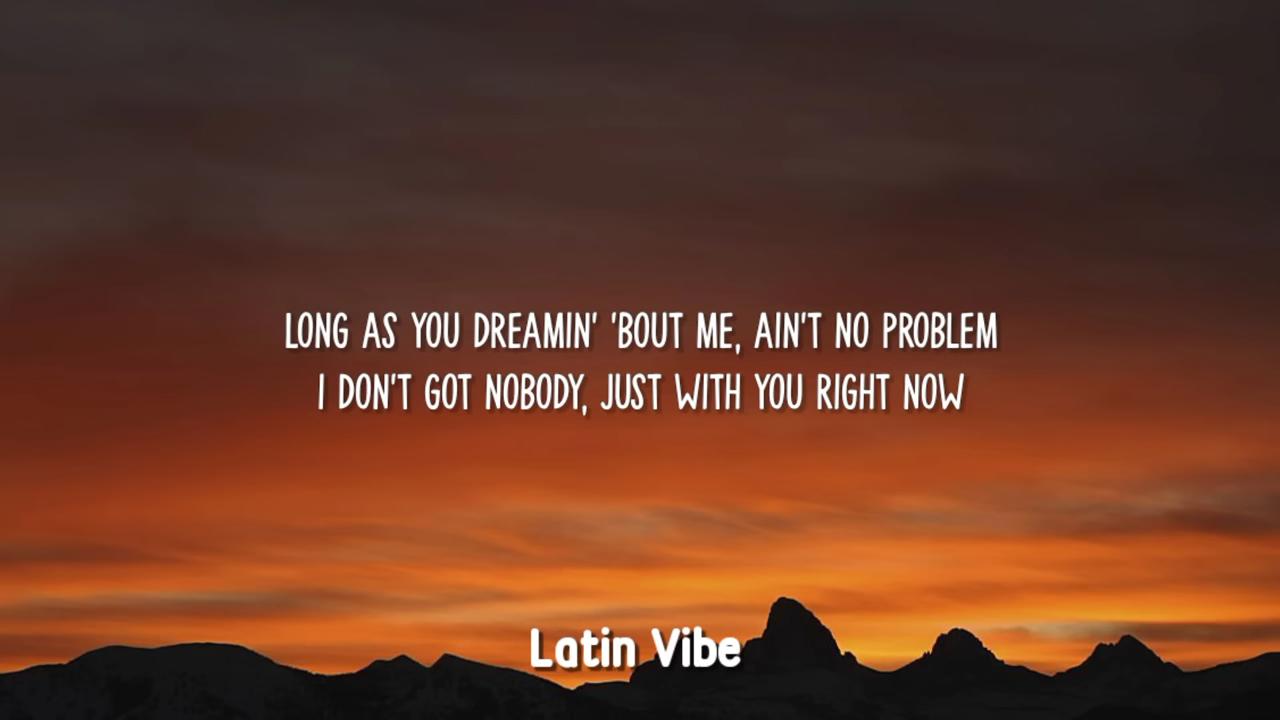 LONG AS YOU DREAMIN' 'BOUT ME, AIN'T NO PROBLEM
I DON'T GOT NOBODY, JUST WITH YOU RIGHT NOW
Latin Vibe